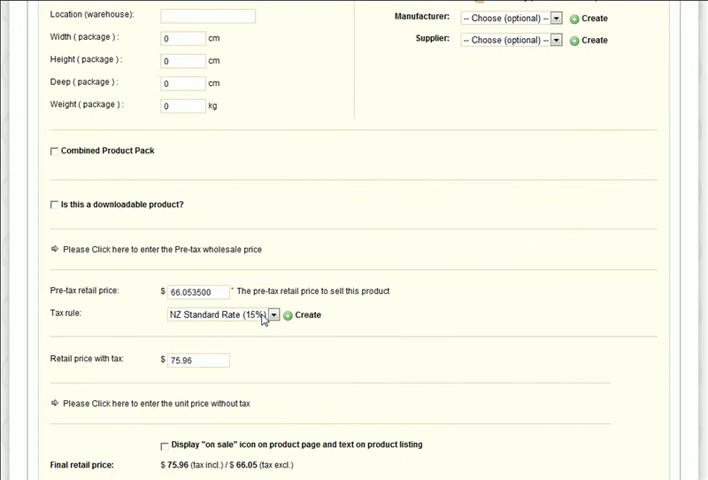 Location (warehouse):
Manufacturer: -- Choose (optional) -- Create
Width ( package ) : 0 cm
Supplier: -- Choose (optional) -- Create
Height ( package ) : 0 cm
Deep ( package ) : 0 cm
Weight ( package ) : 0 kg
Combined Product Pack
Is this a downloadable product?
Please Click here to enter the Pre-tax wholesale price
Pre-tax retail price: $ 66.053500 * The pre-tax retail price to sell this product
Tax rule: NZ Standard Rate (15%) Create
Retail price with tax: $ 75.96
Please Click here to enter the unit price without tax
Display "on sale" icon on product page and text on product listing
Final retail price: $ 75.96 (tax incl.) / $ 66.05 (tax excl.)